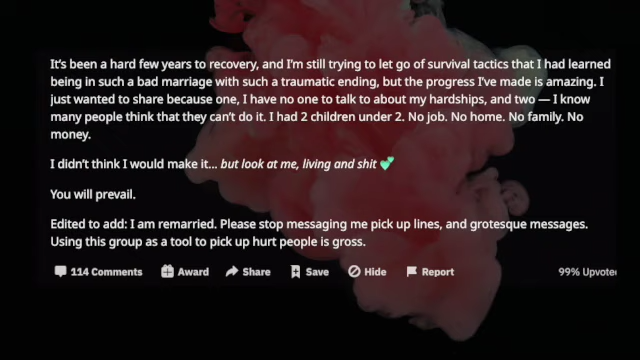 It's been a hard few years to recovery, and I'm still trying to let go of survival tactics that I had learned
being in such a bad marriage with such a traumatic ending, but the progress I've made is amazing. I
just wanted to share because one, I have no one to talk to about my hardships, and two — I know
many people think that they can't do it. I had 2 children under 2. No job. No home. No family. No
money.
I didn't think I would make it... but look at me, living and shit 💕
You will prevail.
Edited to add: I am remarried. Please stop messaging me pick up lines, and grotesque messages.
Using this group as a tool to pick up hurt people is gross.
114 Comments Award Share Save Hide Report 99% Upvote